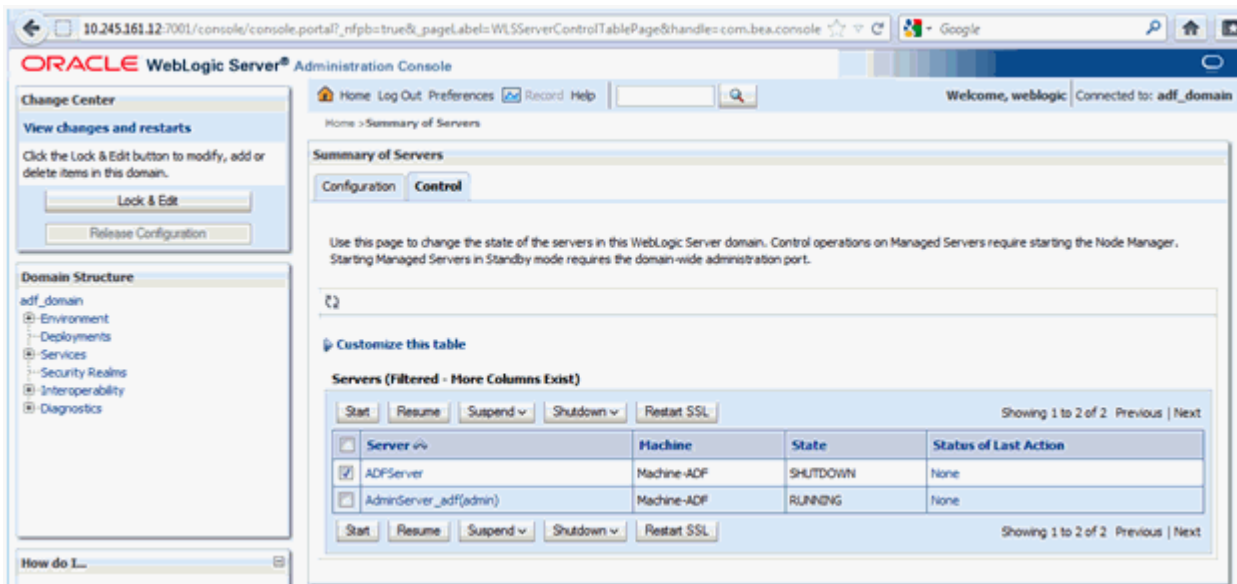 10.245.161.12:7001/console/console.portal?_nfpb=true&_pageLabel=WLSServerControlTablePage&handle=com.bea.console
Google
ORACLE WebLogic Server® Administration Console
Change Center
View changes and restarts
Click the Lock & Edit button to modify, add or
delete items in this domain.
Lock & Edit
Release Configuration
Domain Structure
adf_domain
Environment
Deployments
Services
Security Realms
Interoperability
Diagnostics
How do I...
Home Log Out Preferences Record Help
Welcome, weblogic Connected to: adf_domain
Home >Summary of Servers
Summary of Servers
Configuration Control
Use this page to change the state of the servers in this WebLogic Server domain. Control operations on Managed Servers require starting the Node Manager.
Starting Managed Servers in Standby mode requires the domain-wide administration port.
Customize this table
Servers (Filtered - More Columns Exist)
Start Resume Suspend Shutdown Restart SSL Showing 1 to 2 of 2 Previous | Next
Server Machine State Status of Last Action
ADFServer Machine-ADF SHUTDOWN None
AdminServer_adf(admin) Machine-ADF RUNNING None
Start Resume Suspend Shutdown Restart SSL Showing 1 to 2 of 2 Previous | Next